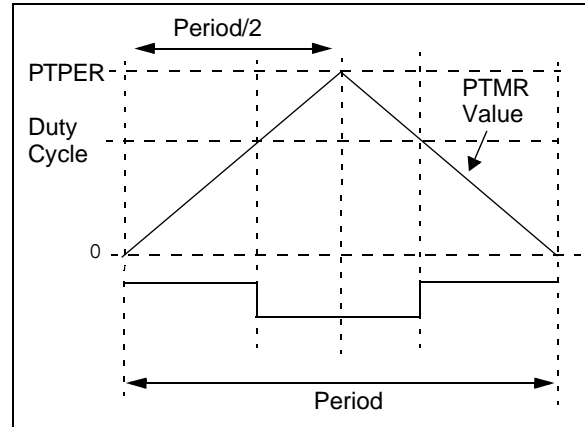 Period/2
PTPER
PTMR
Value
Duty
Cycle
0
Period